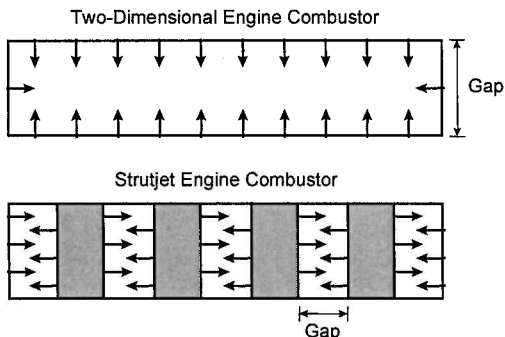 Two-Dimensional Engine Combustor
Gap
Strutjet Engine Combustor
Gap